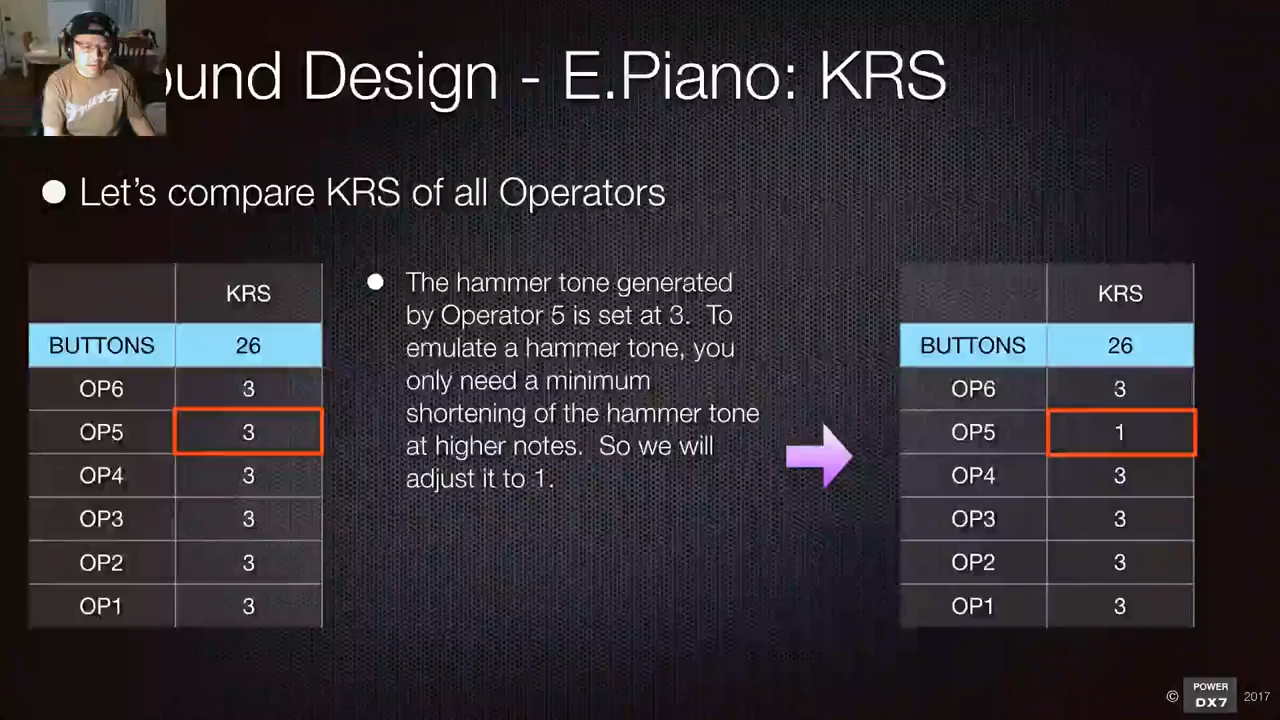 ound Design - E.Piano: KRS
● Let's compare KRS of all Operators
KRS
BUTTONS 26
OP6 3
OP5 3
OP4 3
OP3 3
OP2 3
OP1 3
● The hammer tone generated
by Operator 5 is set at 3. To
emulate a hammer tone, you
only need a minimum
shortening of the hammer tone
at higher notes. So we will
adjust it to 1.
KRS
BUTTONS 26
OP6 3
OP5 1
OP4 3
OP3 3
OP2 3
OP1 3
© POWER DX7 2017